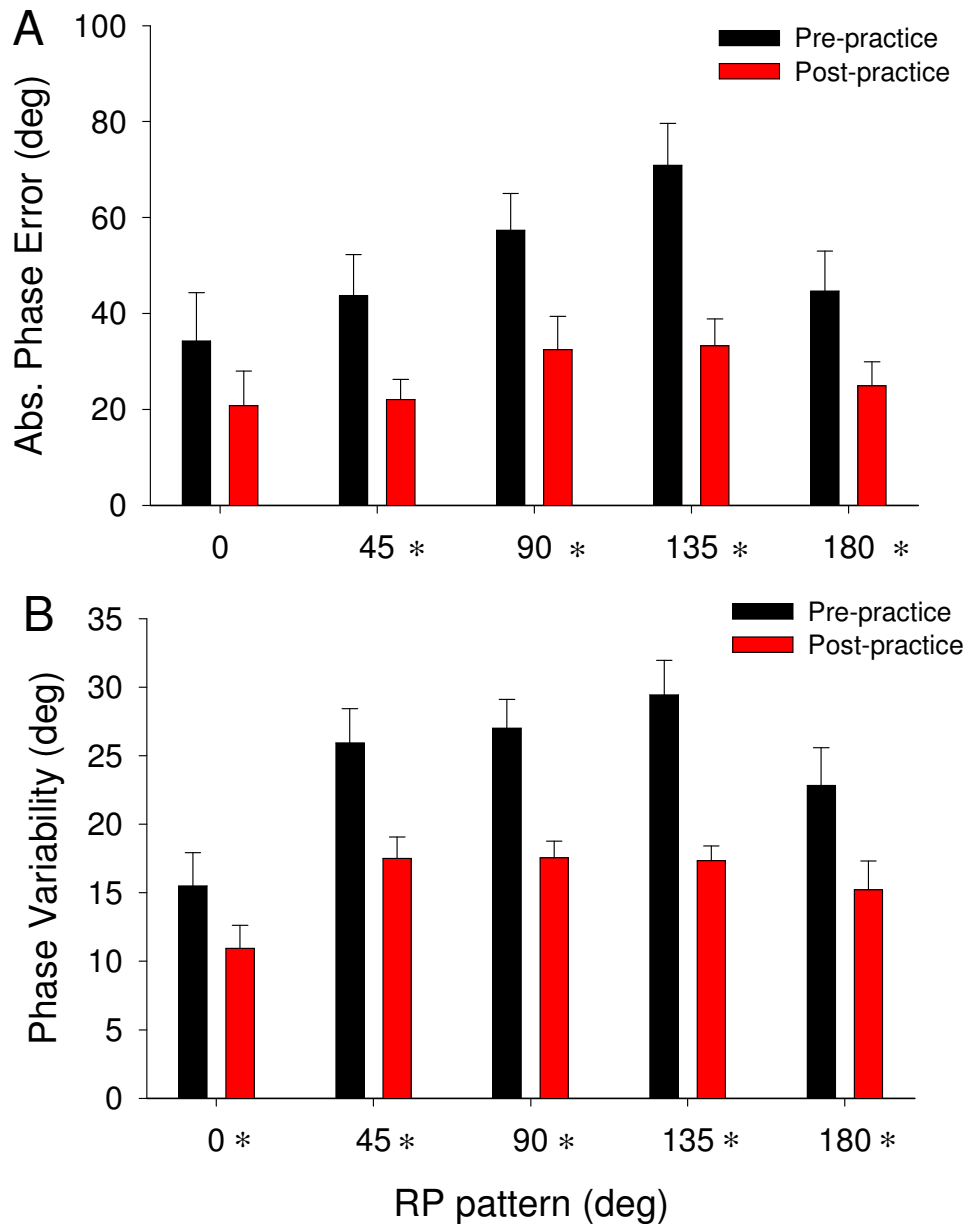 A
100
Pre-practice
Post-practice
80
60
40
20
0
Abs. Phase Error (deg)
0 45 * 90 * 135 * 180 *
B
35
Pre-practice
Post-practice
30
25
20
15
10
5
0
Phase Variability (deg)
0 * 45 * 90 * 135 * 180 *
RP pattern (deg)